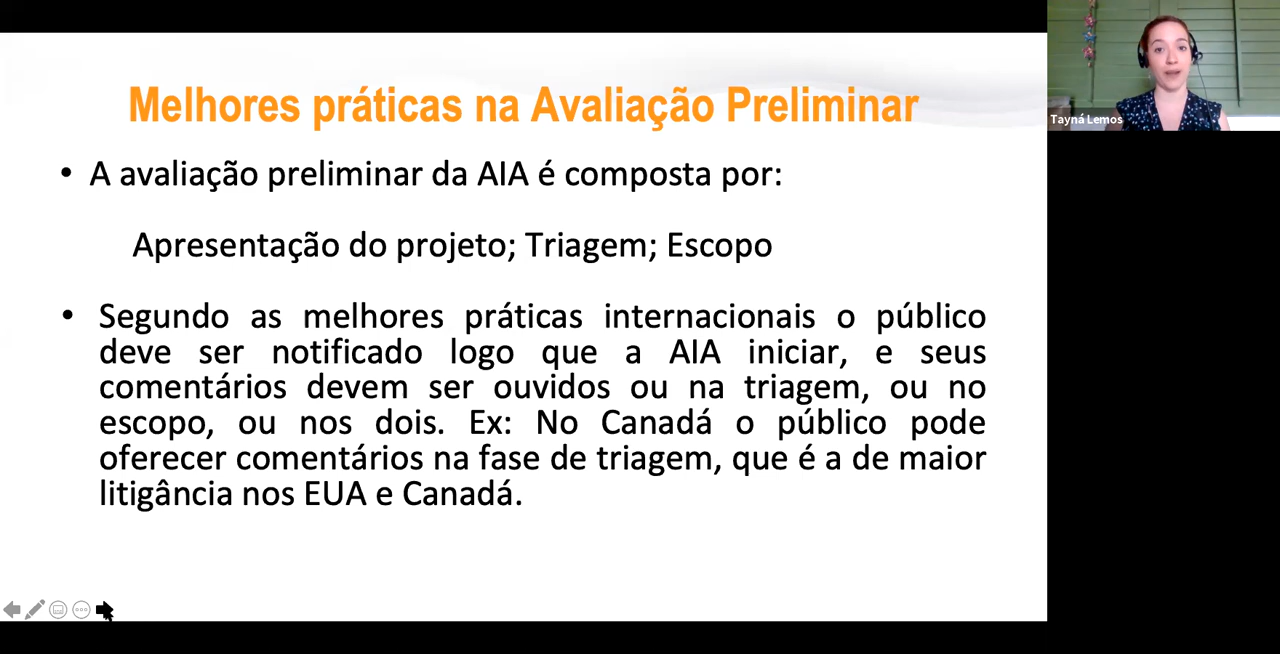 Melhores práticas na Avaliação Preliminar
• A avaliação preliminar da AIA é composta por:
Apresentação do projeto; Triagem; Escopo
• Segundo as melhores práticas internacionais o público
deve ser notificado logo que a AIA iniciar, e seus
comentários devem ser ouvidos ou na triagem, ou no
escopo, ou nos dois. Ex: No Canadá o público pode
oferecer comentários na fase de triagem, que é a de maior
litigância nos EUA e Canadá.
Tayná Lemos